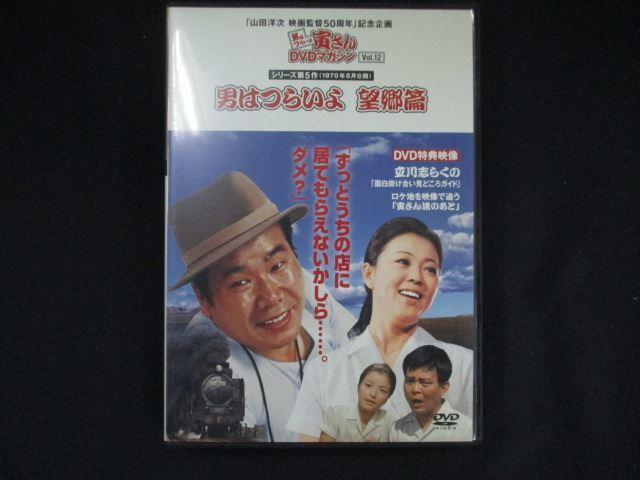 「山田洋次 映画監督50周年」記念企画
男はつらいよ 寅さん
DVDマガジン Vol.12
シリーズ第5作(1970年8月公開)
男はつらいよ 望郷篇
「ずっとうちの店に
居てもらえないかしら……。
ダメ？」
DVD特典映像
立川志らくの
「面白掛け合い見どころガイド」
ロケ地を映像で追う
「寅さん旅のあと」
DVD
VIDEO